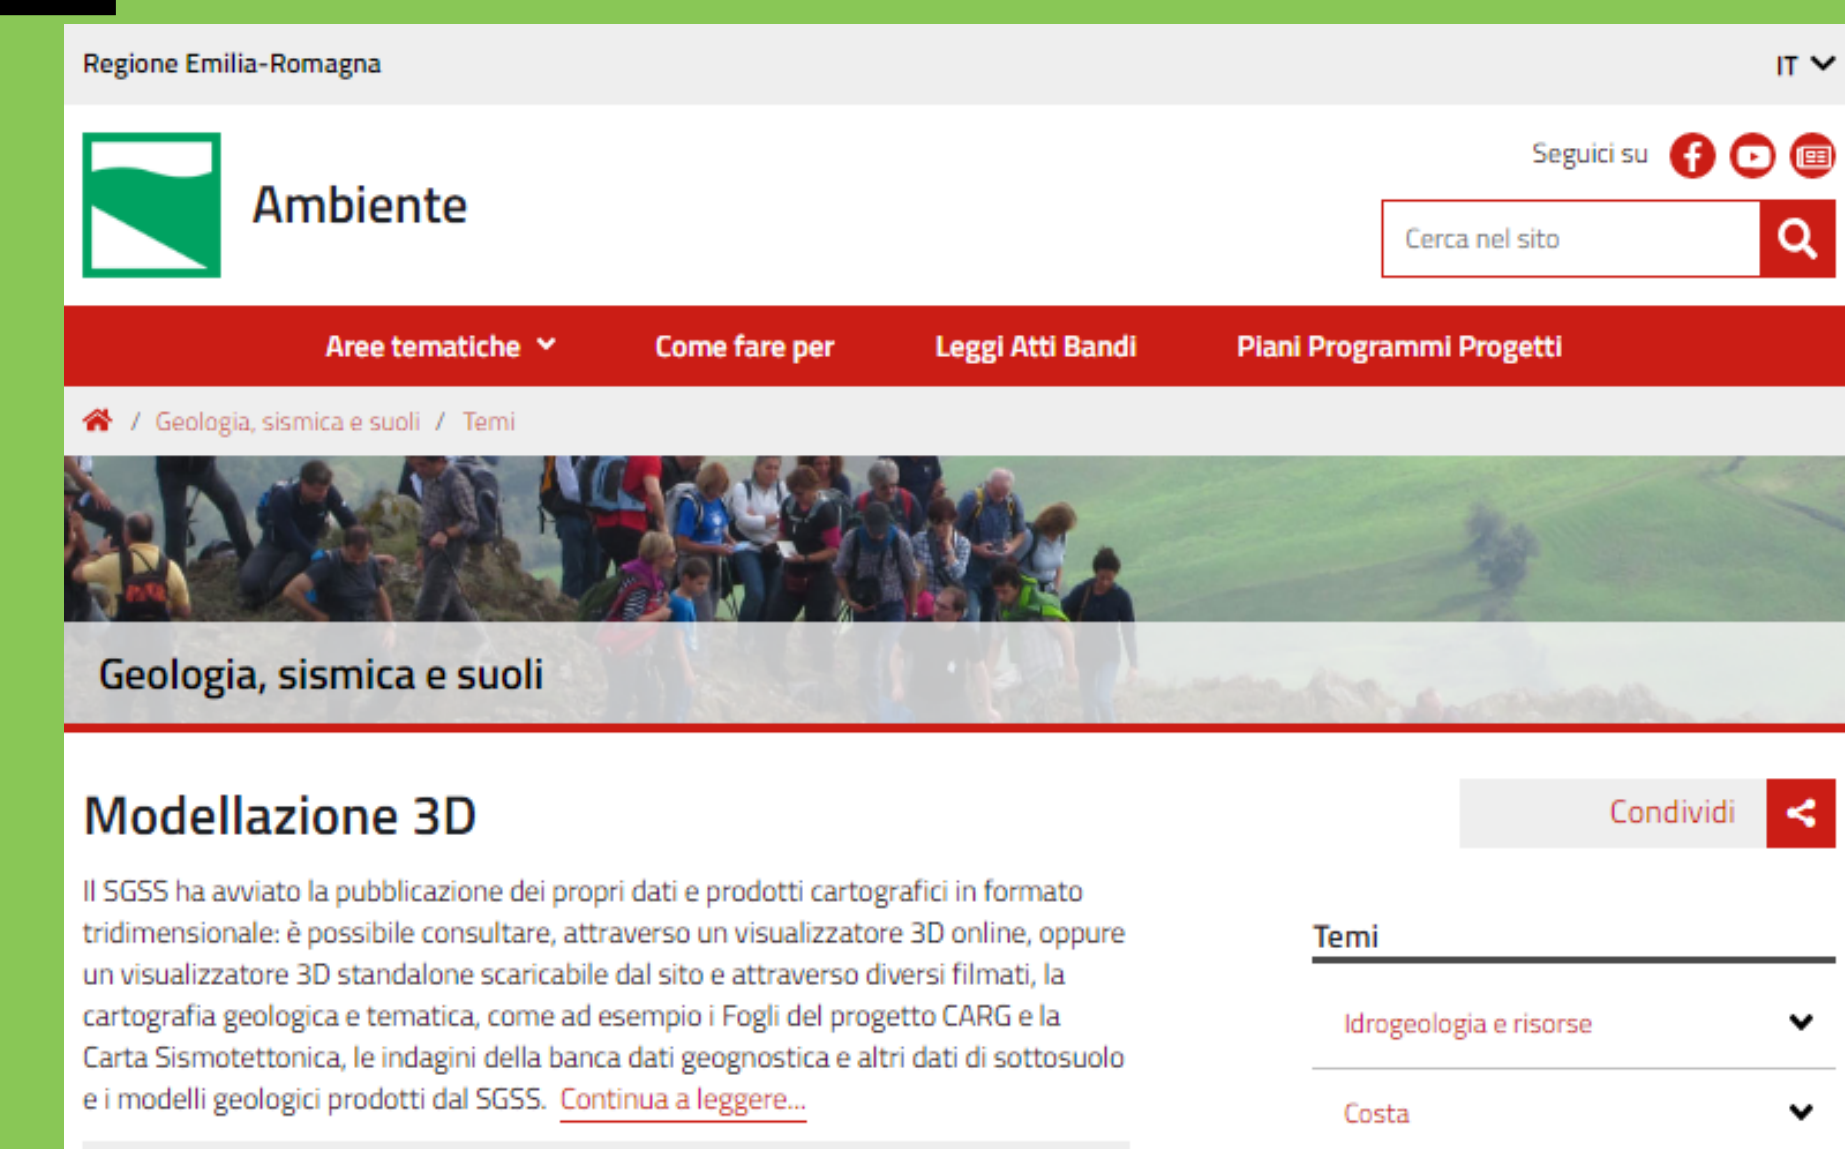 Regione Emilia-Romagna
IT
Ambiente
Seguici su
Cerca nel sito
Aree tematiche
Come fare per
Leggi Atti Bandi
Piani Programmi Progetti
/ Geologia, sismica e suoli / Temi
Geologia, sismica e suoli
Modellazione 3D
Il SGSS ha avviato la pubblicazione dei propri dati e prodotti cartografici in formato
tridimensionale: è possibile consultare, attraverso un visualizzatore 3D online, oppure
un visualizzatore 3D standalone scaricabile dal sito e attraverso diversi filmati, la
cartografia geologica e tematica, come ad esempio i Fogli del progetto CARG e la
Carta Sismotettonica, le indagini della banca dati geognostica e altri dati di sottosuolo
e i modelli geologici prodotti dal SGSS. Continua a leggere...
Condividi
Temi
Idrogeologia e risorse
Costa